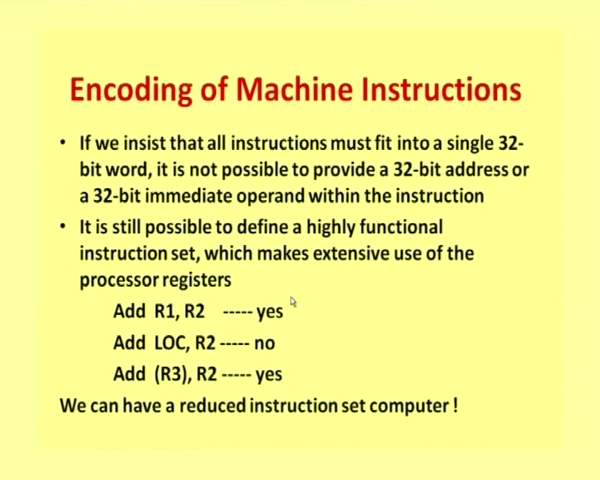 Encoding of Machine Instructions
• If we insist that all instructions must fit into a single 32-
bit word, it is not possible to provide a 32-bit address or
a 32-bit immediate operand within the instruction
• It is still possible to define a highly functional
instruction set, which makes extensive use of the
processor registers
Add R1, R2 ----- yes
Add LOC, R2 ----- no
Add (R3), R2 ----- yes
We can have a reduced instruction set computer !